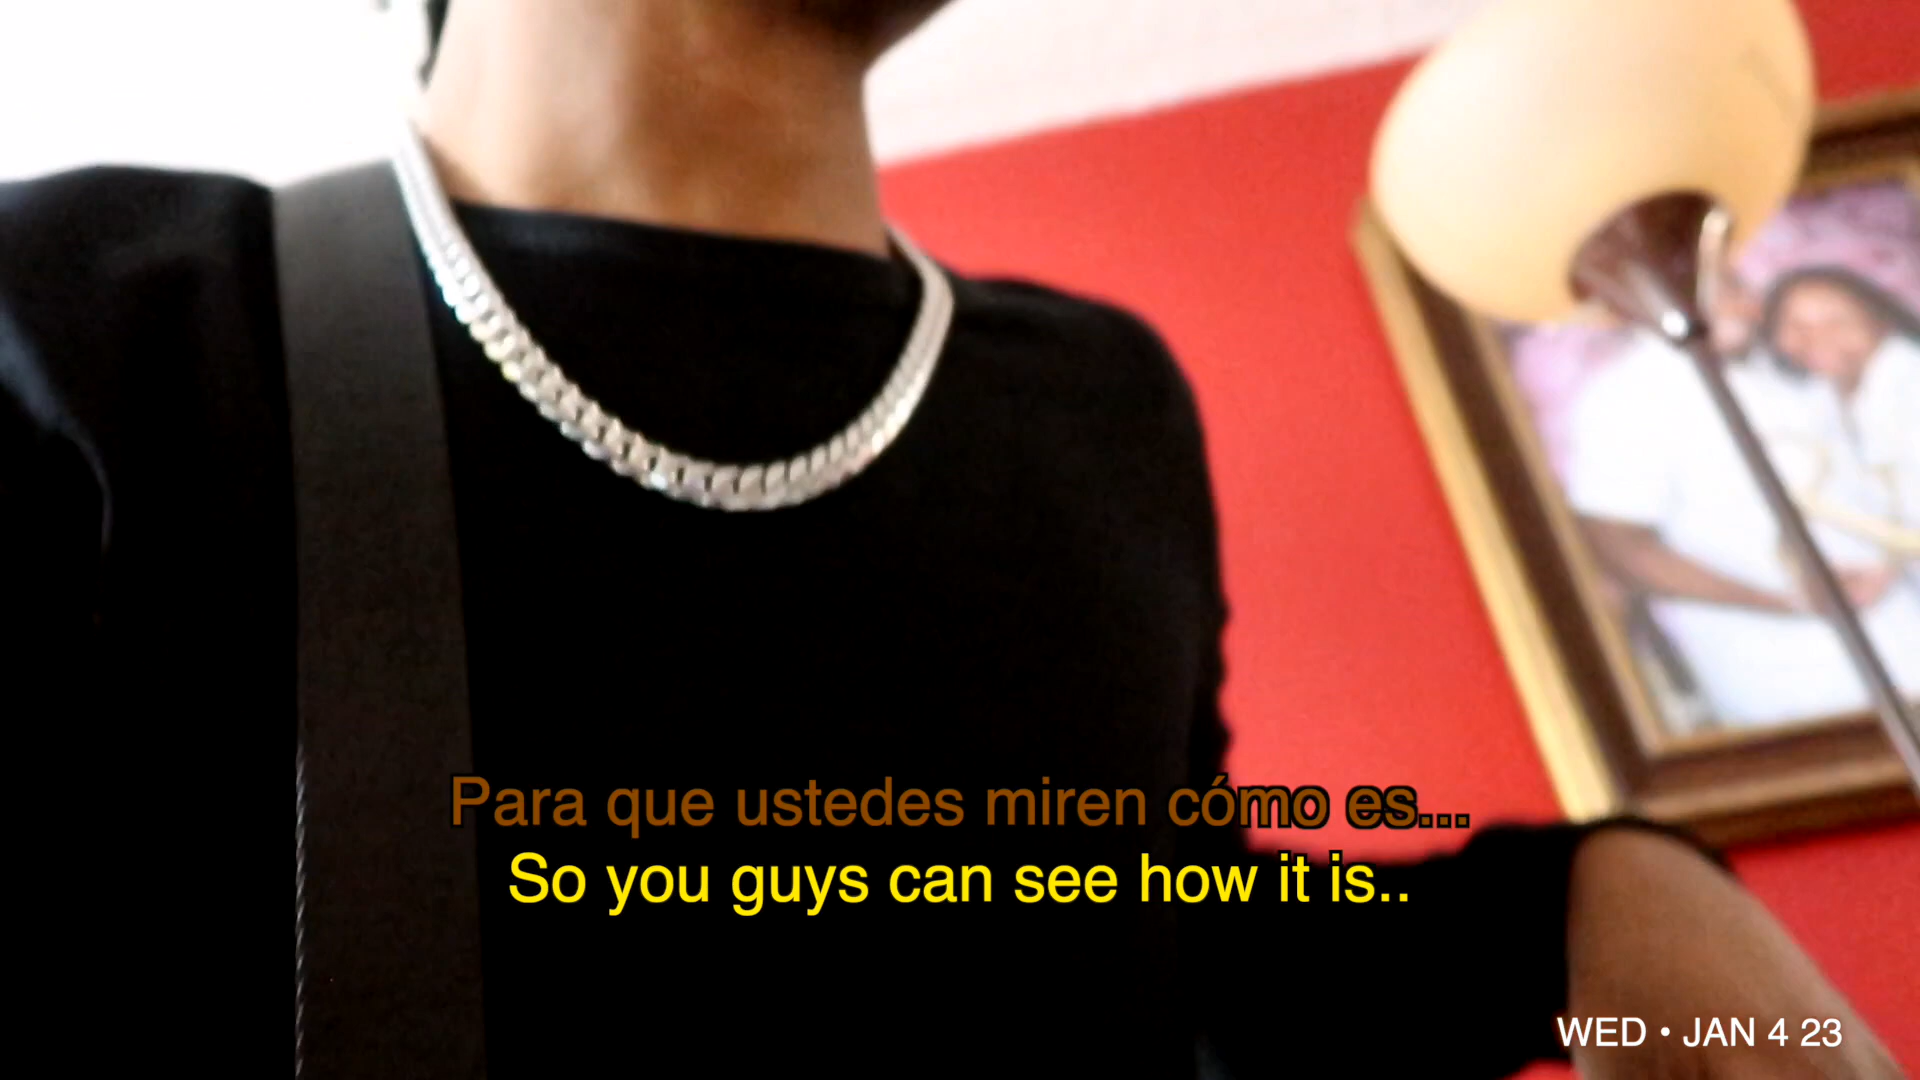 Para que ustedes miren cómo es...
So you guys can see how it is..
WED • JAN 4 23